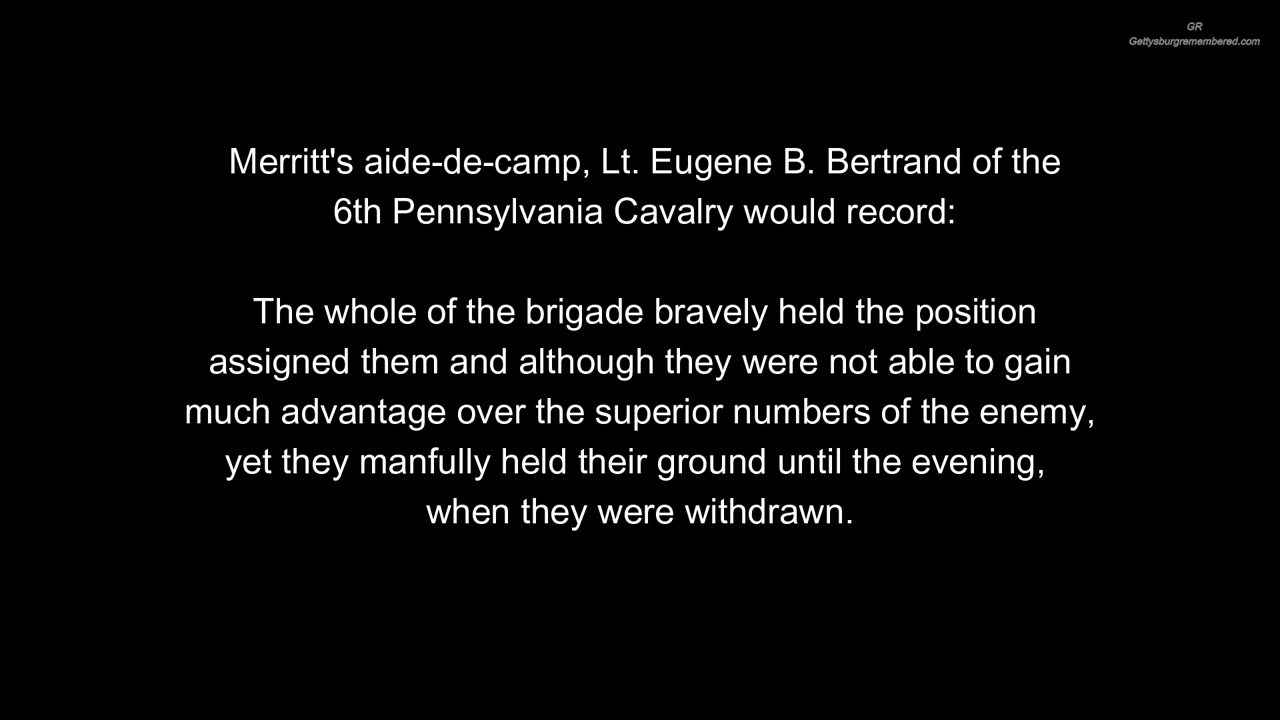 GR
Gettysburgremembered.com
Merritt's aide-de-camp, Lt. Eugene B. Bertrand of the
6th Pennsylvania Cavalry would record:
The whole of the brigade bravely held the position
assigned them and although they were not able to gain
much advantage over the superior numbers of the enemy,
yet they manfully held their ground until the evening,
when they were withdrawn.